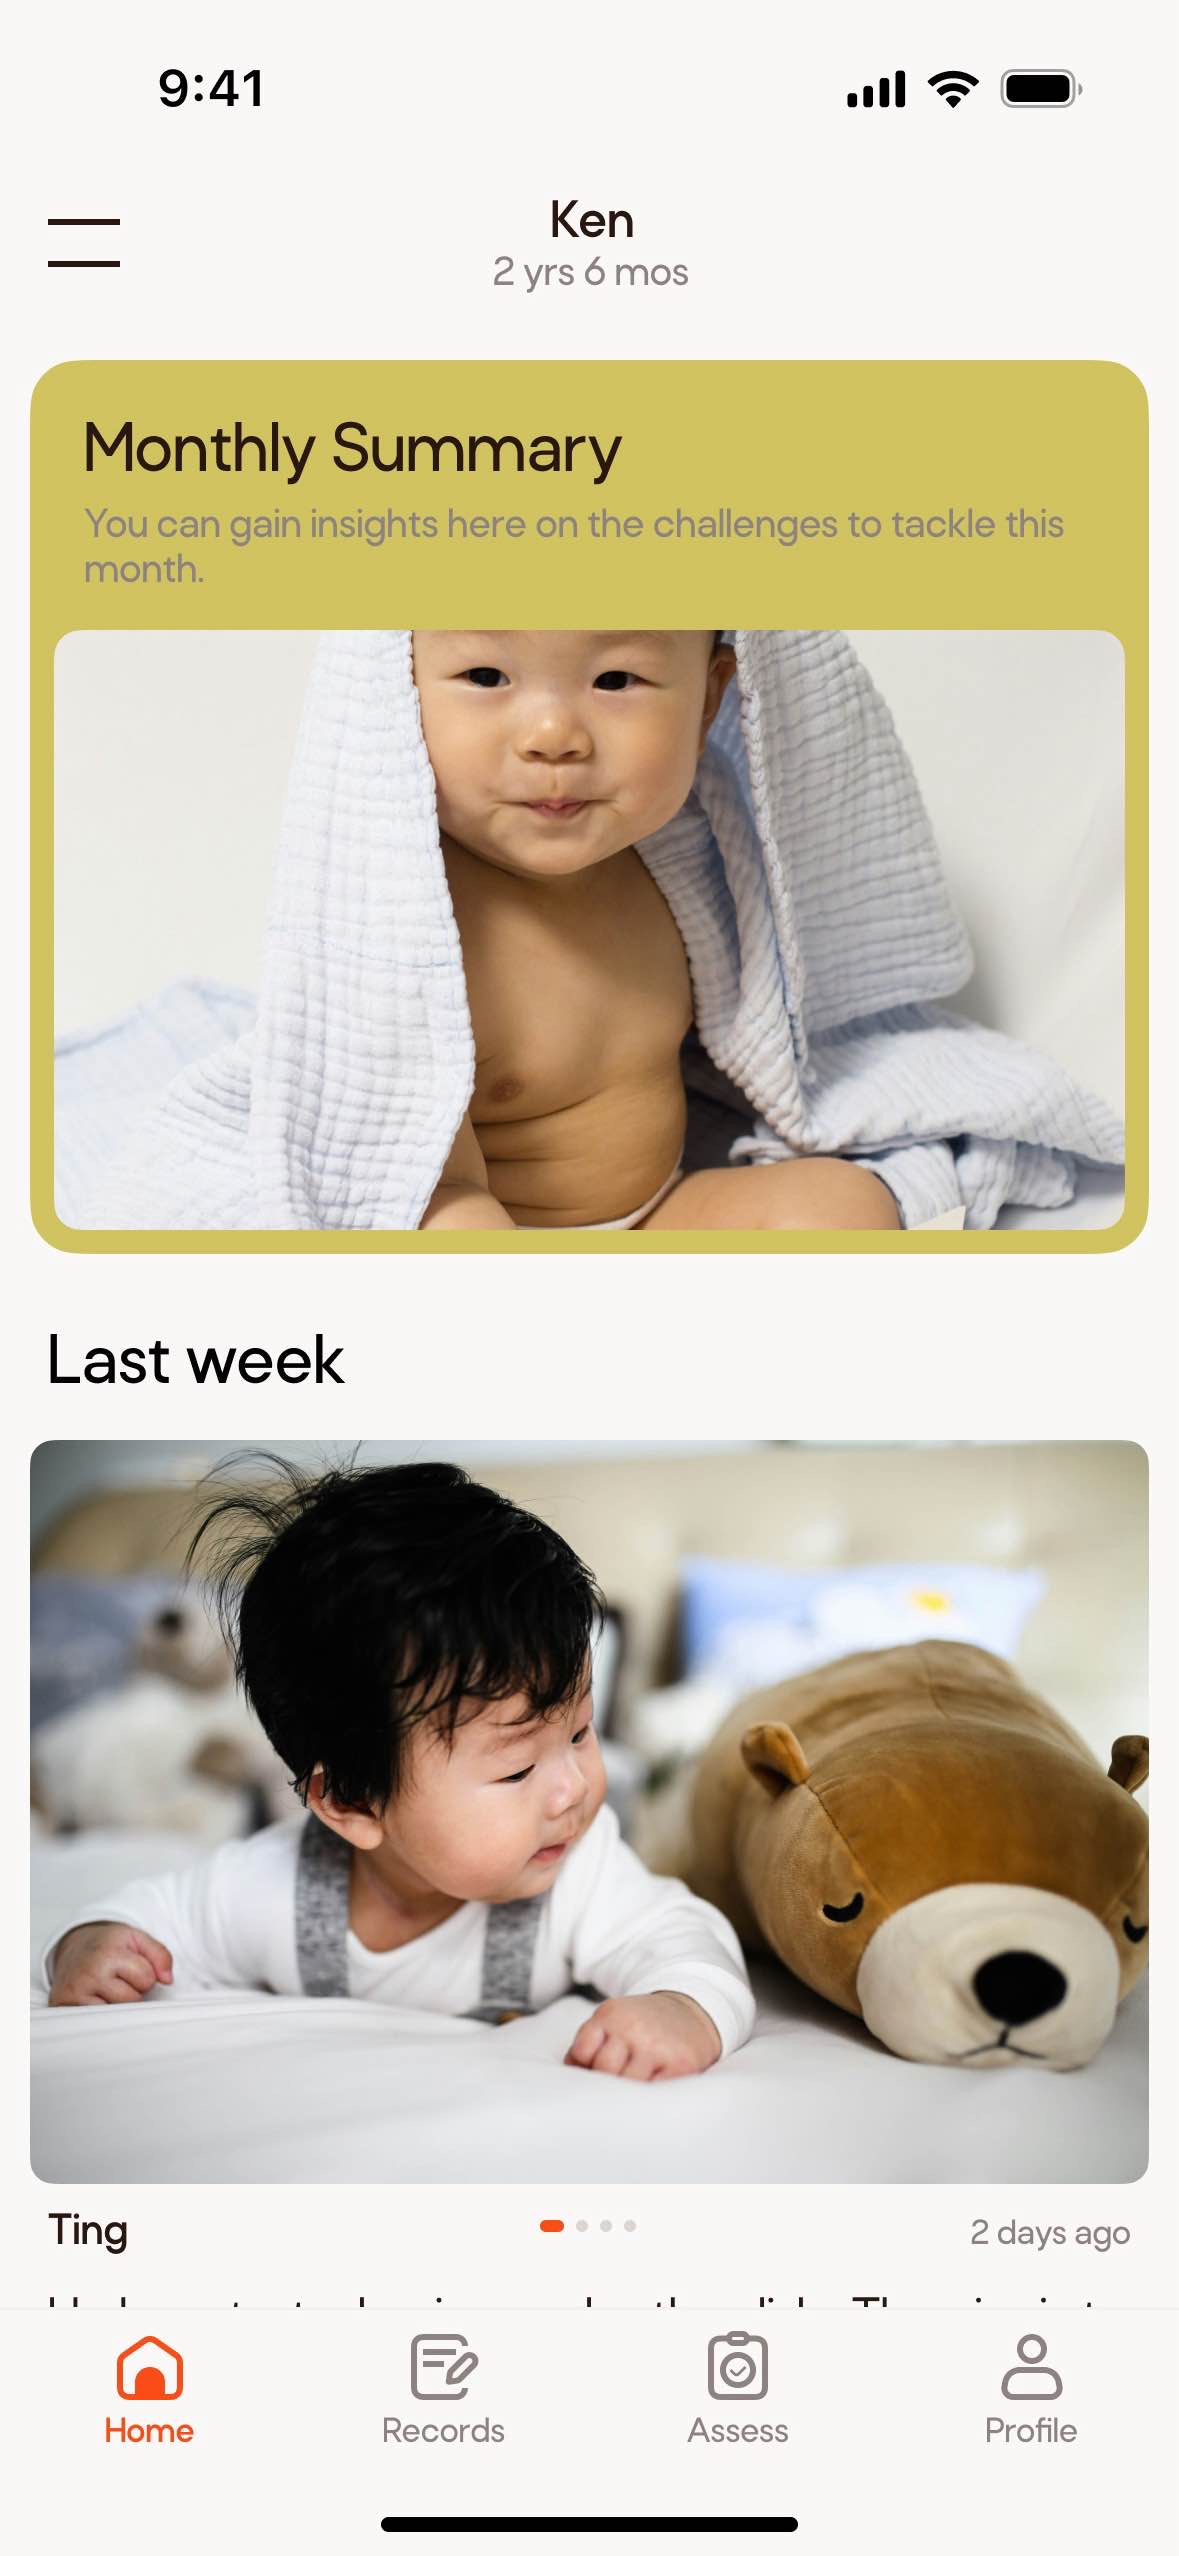 9:41
Ken
2 yrs 6 mos
Monthly Summary
You can gain insights here on the challenges to tackle this
month.
Last week
Ting
2 days ago
Home
Records
Assess
Profile